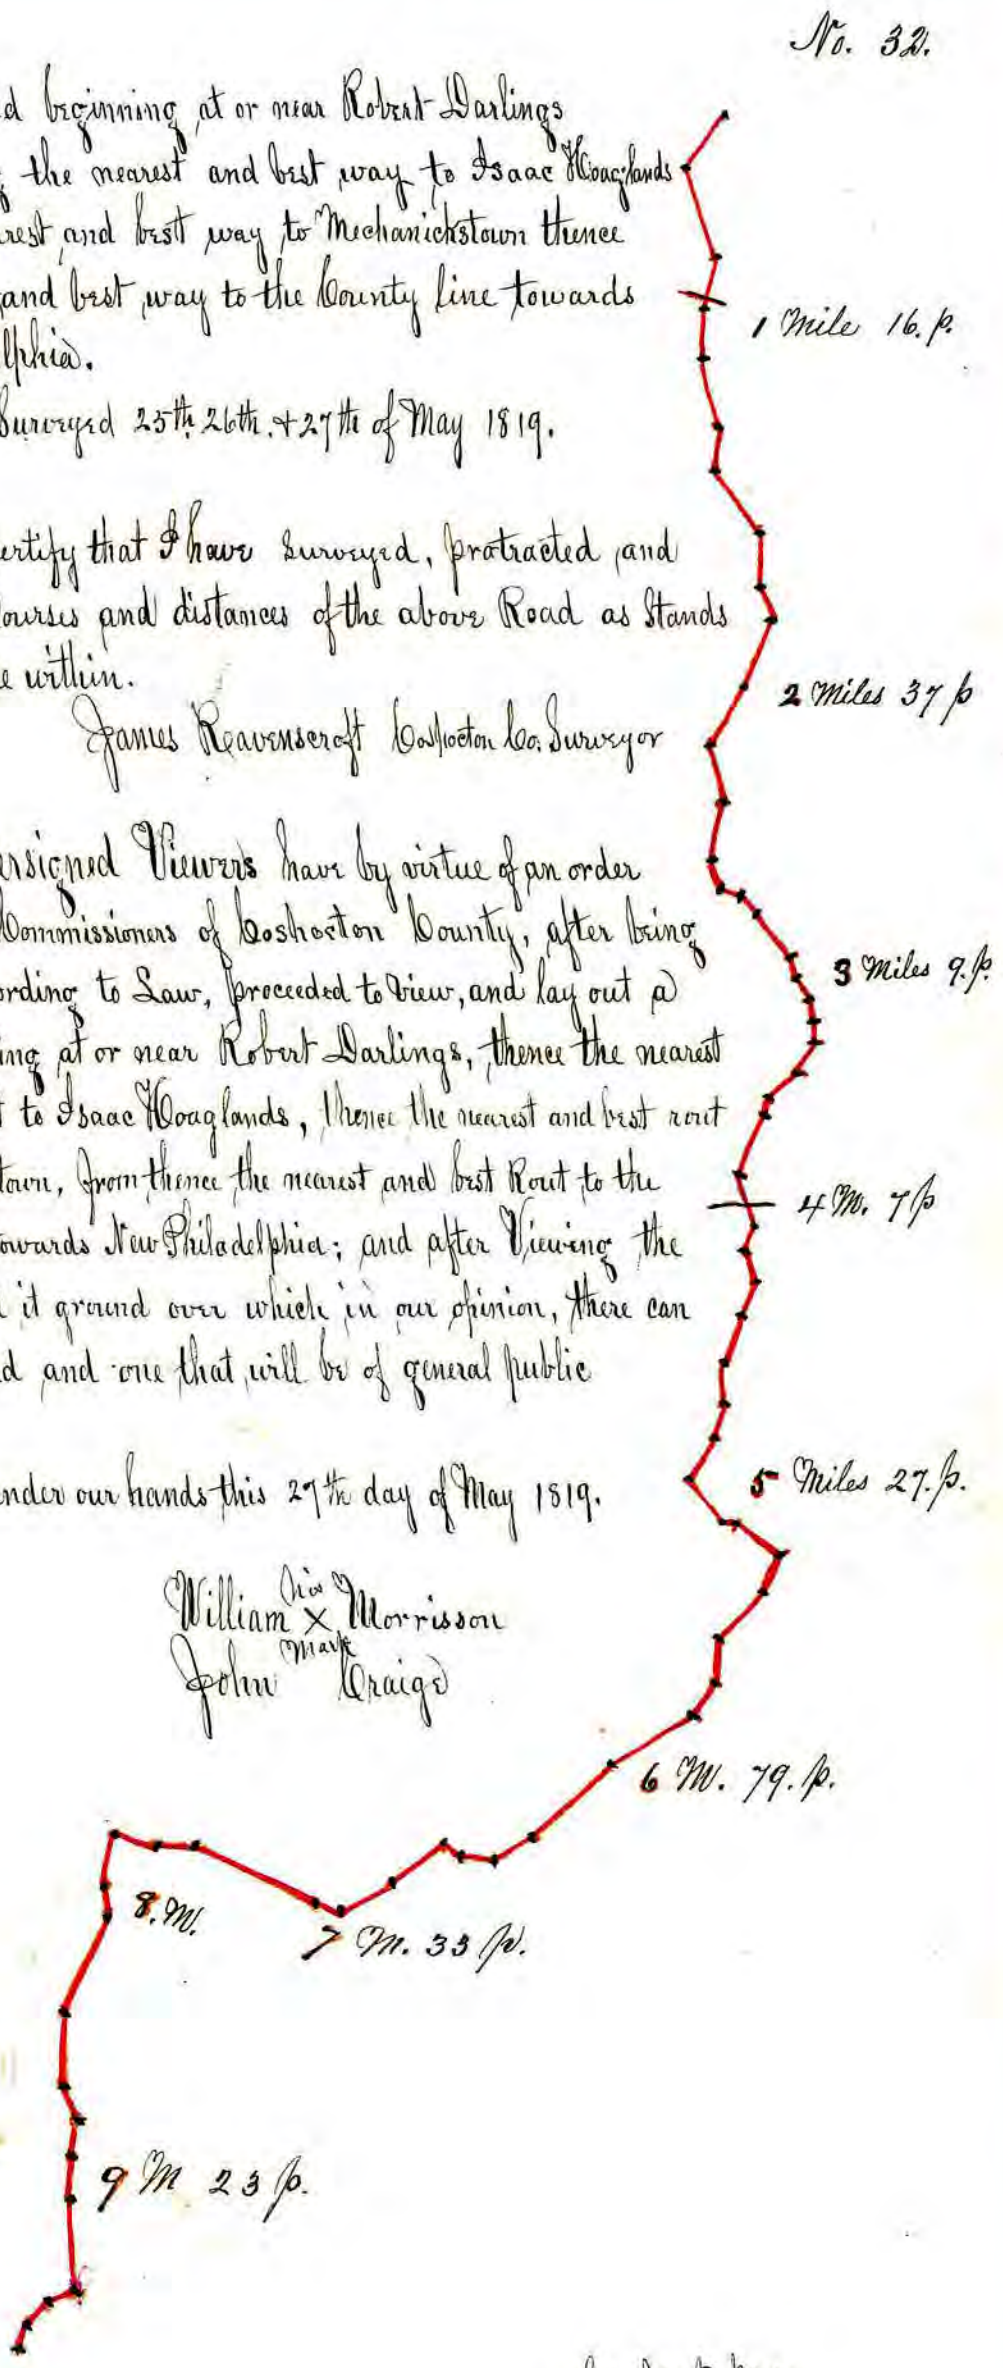 No. 32.
d beginning at or near Robert Darlings
the nearest and best way to Isaac Hoaglands
rest and best way to Mechanickstown thence
and best way to the County line towards
lphia.
Surveyed 25th, 26th, + 27th of May 1819.
ertify that I have Surveyed, protracted and
ourses and distances of the above Road as Stands
e within.
James Ravenscroft Coshocton Co. Surveyor
ersigned Viewers have by virtue of an order
Commissioners of Coshocton County, after being
ording to Law, proceeded to View, and lay out a
ing at or near Robert Darlings, thence the nearest
t to Isaac Hoaglands, thence the nearest and best rout
town, from thence the nearest and best Rout to the
owards New Philadelphia; and after Viewing the
it ground over which in our opinion, there can
d and one that will be of general public
nder our hands this 27th day of May 1819.
his
William X Morrisson
mark
John Craige
1 Mile 16. p.
2 Miles 37 p
3 Miles 9. p.
4 M. 7 p
5 Miles 27. p.
6 M. 79. p.
7 M. 33 p.
8. M.
9 M 23 p.